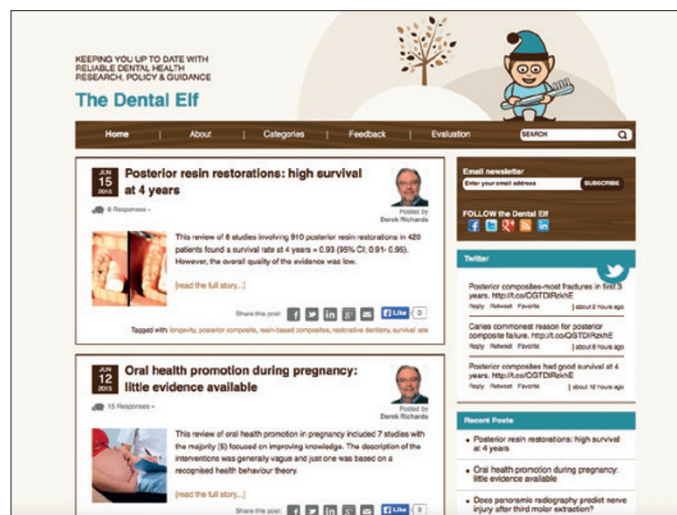 KEEPING YOU UP TO DATE WITH
RELIABLE DENTAL HEALTH
RESEARCH, POLICY & GUIDANCE
The Dental Elf
Home | About | Categories | Feedback | Evaluation
SEARCH
JUN
15
2015
Posterior resin restorations: high survival
at 4 years
6 Responses »
Posted by
Derek Richards
This review of 8 studies involving 910 posterior resin restorations in 420
patients found a survival rate at 4 years = 0.93 (95% CI; 0.91- 0.95).
However, the overall quality of the evidence was low.
[read the full story...]
Share this post:
Like 0
Tagged with: longevity, posterior composite, resin-based composites, restorative dentistry, survival rate
JUN
12
2015
Oral health promotion during pregnancy:
little evidence available
15 Responses »
Posted by
Derek Richards
This review of oral health promotion in pregnancy included 7 studies with
the majority (5) focused on improving knowledge. The description of the
interventions was generally vague and just one was based on a
recognised health behaviour theory.
[read the full story...]
Share this post:
Like 0
Email newsletter
Enter your email address
SUBSCRIBE
FOLLOW the Dental Elf
Twitter
Posterior composites-most fractures in first 3
years. http://t.co/CGTDIRzkhE
Reply Retweet Favorite | about 2 hours ago
Caries commonest reason for posterior
composite failure. http://t.co/QGTDIRzkhE
Reply Retweet Favorite | about 8 hours ago
Posterior composites had good survival at 4
years. http://t.co/CGTDIRzkhE
Reply Retweet Favorite | about 12 hours ago
Recent Posts
• Posterior resin restorations: high survival
at 4 years
• Oral health promotion during pregnancy:
little evidence available
• Does panoramic radiography predict nerve
injury after third molar extraction?